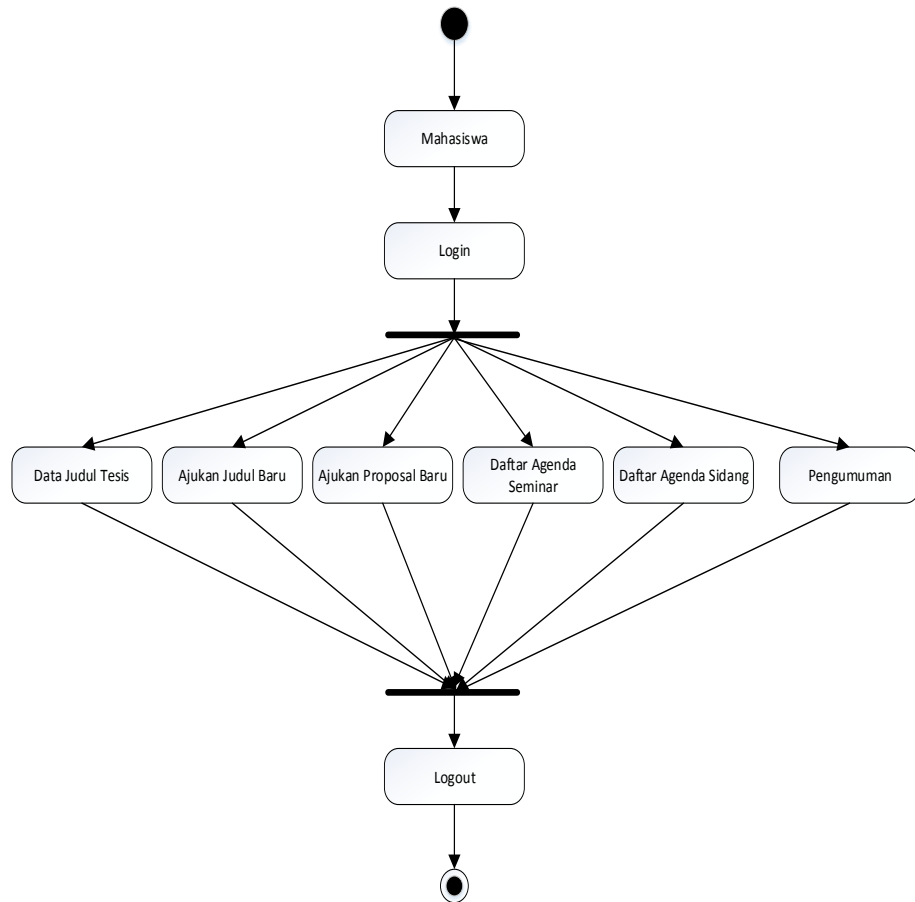 Mahasiswa
Login
Data Judul Tesis
Ajukan Judul Baru
Ajukan Proposal Baru
Daftar Agenda
Seminar
Daftar Agenda Sidang
Pengumuman
Logout